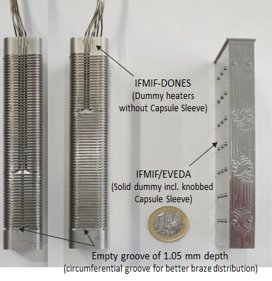 IFMIF-DONES
(Dummy heaters
without Capsule Sleeve)
IFMIF/EVEDA
(Solid dummy incl. knobbed
Capsule Sleeve)
Empty groove of 1.05 mm depth
(circumferential groove for better braze distribution)